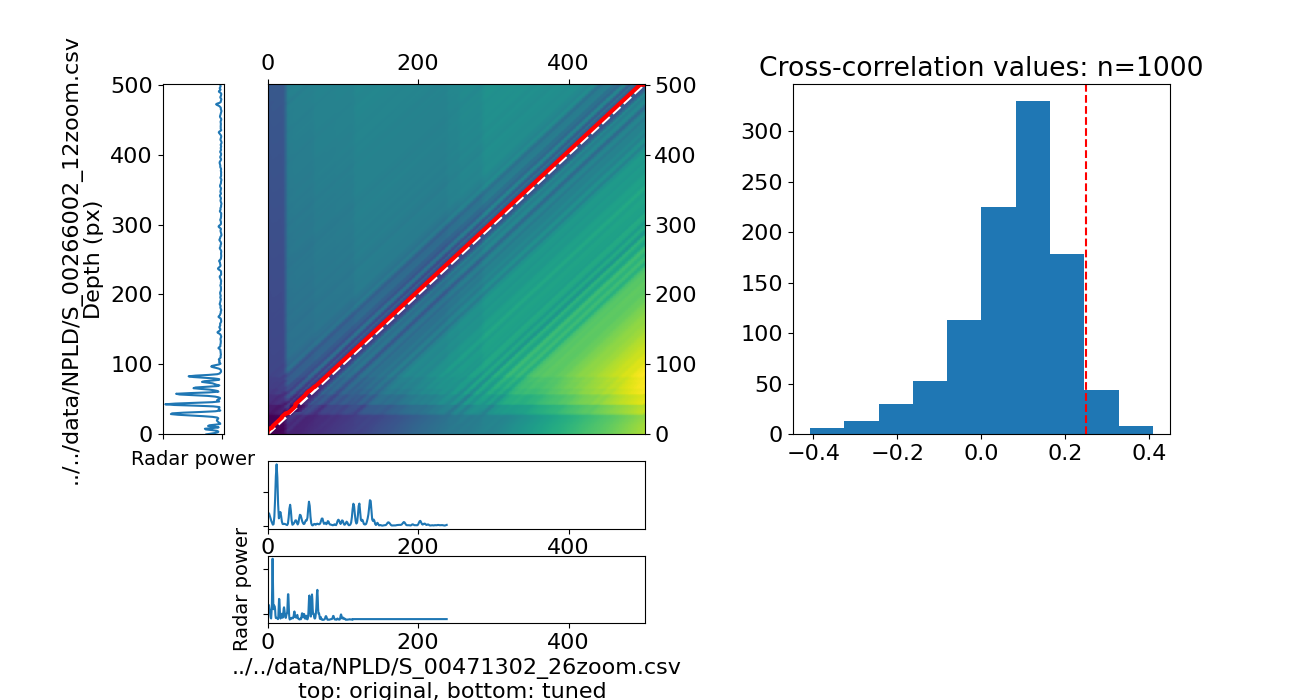 Cross-correlation values: n=1000
0 200 400
../../data/NPLD/S_00266002_12zoom.csv
Depth (px)
500
400
300
200
100
0
500
400
300
200
100
0
300
250
200
150
100
50
0
−0.4 −0.2 0.0 0.2 0.4
Radar power
0 200 400
Radar power
0 200 400
../../data/NPLD/S_00471302_26zoom.csv
top: original, bottom: tuned